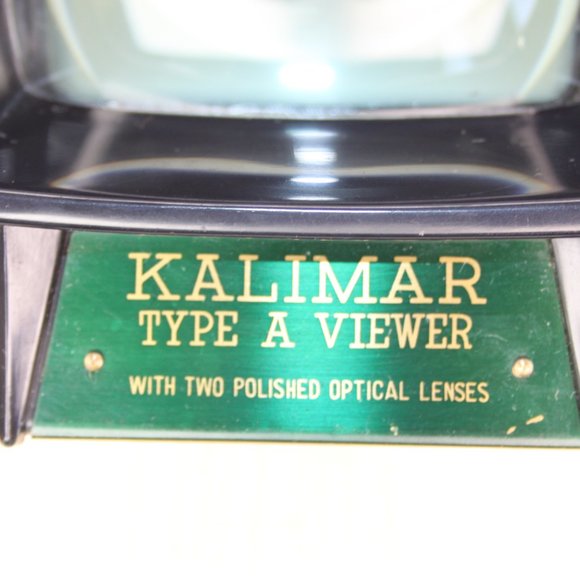 KALIMAR
TYPE A VIEWER
WITH TWO POLISHED OPTICAL LENSES